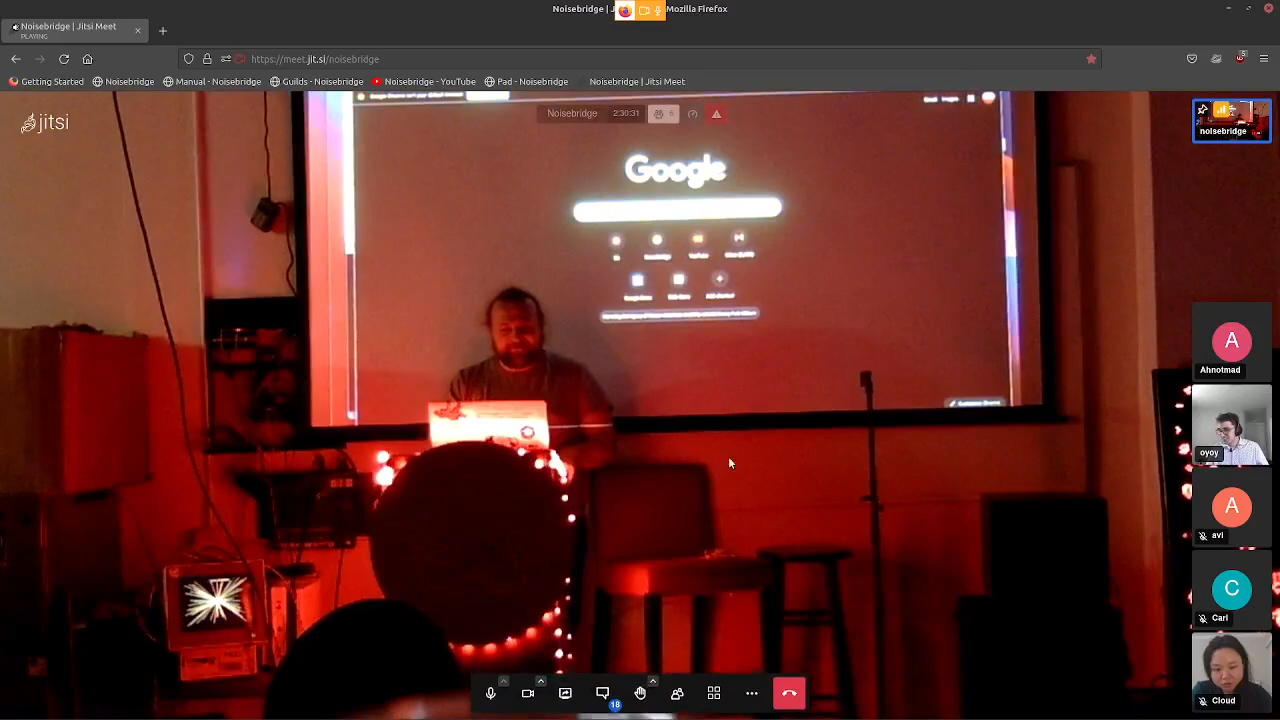 Noisebridge | J
Mozilla Firefox
Noisebridge | Jitsi Meet
PLAYING
https://meet.jit.si/noisebridge
Getting Started
Noisebridge
Manual - Noisebridge
Guilds - Noisebridge
Noisebridge - YouTube
Pad - Noisebridge
Noisebridge | Jitsi Meet
5
jitsi
Noisebridge
2:30:31
6
noisebridge
Google
A
Ahnotmad
oyoy
A
avi
C
Carl
Cloud
18